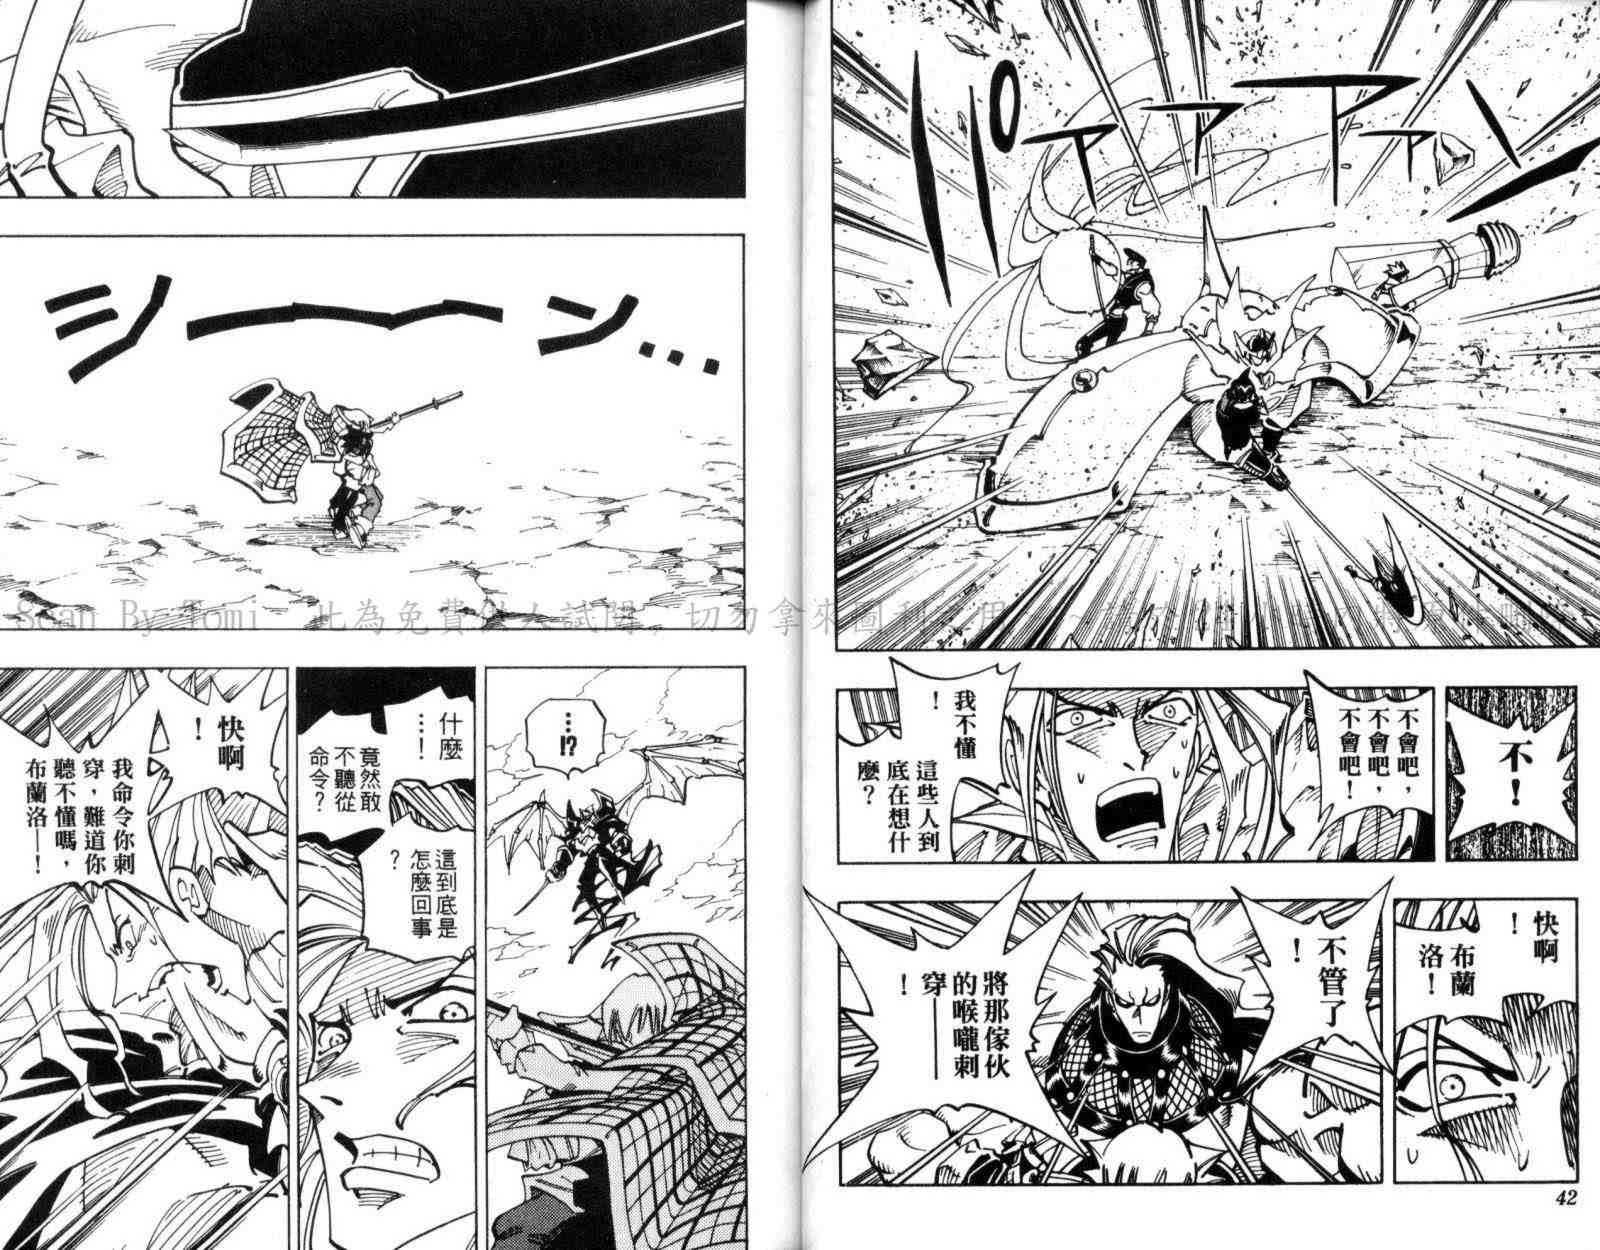 パァァァン
不！
不會吧，
不會吧，
不會吧！
我不懂
！
這些人到
底在想什
麼？
快啊
！
布蘭
洛！
不管了
！
將那傢伙
的喉嚨刺
穿——
！
42
シーーン…
…
!?
什麼
…！
竟然敢
不聽從
命令？
這到底是
怎麼回事
？
快啊
！
我命令你刺
穿，難道你
聽不懂嗎，
布蘭洛—！
Scan By Tomi 此為免費供人試閱，切勿拿來圖利